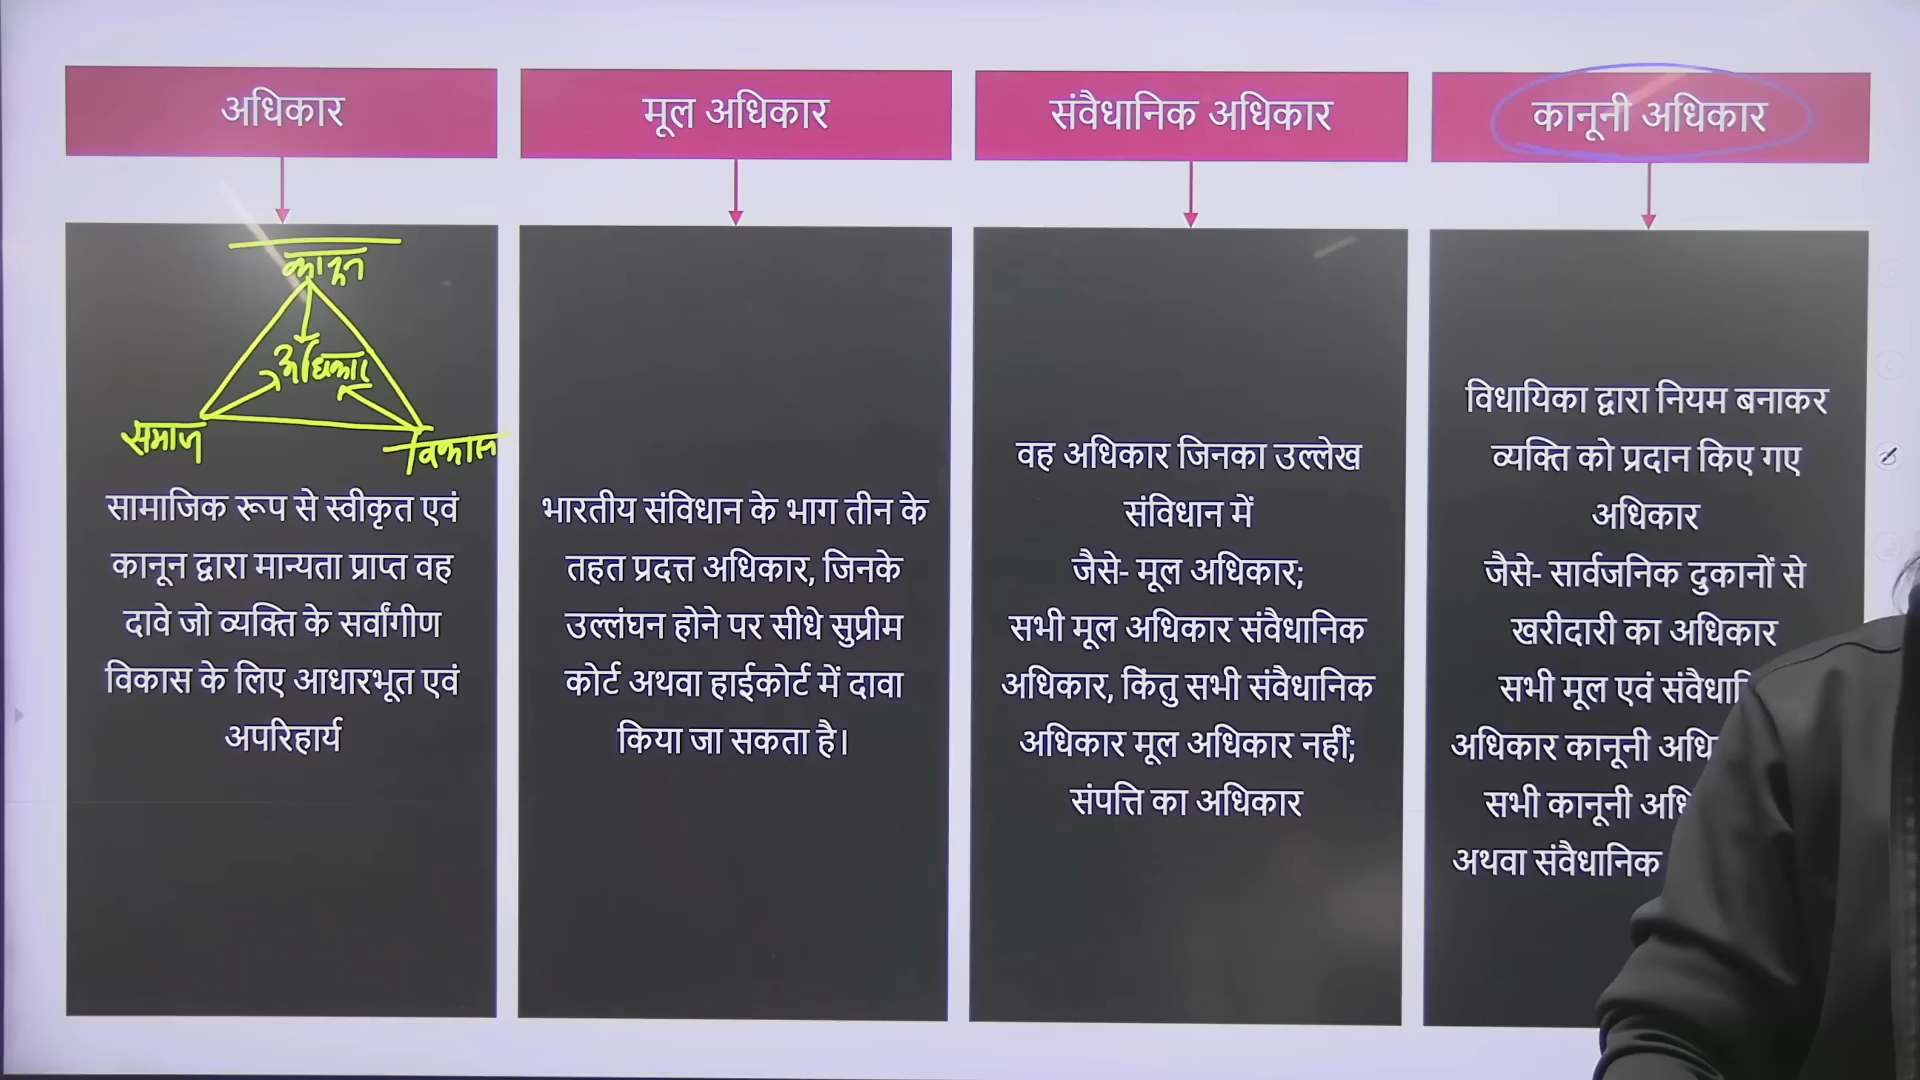 अधिकार
कानून
अधिकार
समाज
विकास
सामाजिक रूप से स्वीकृत एवं
कानून द्वारा मान्यता प्राप्त वह
दावे जो व्यक्ति के सर्वांगीण
विकास के लिए आधारभूत एवं
अपरिहार्य
मूल अधिकार
भारतीय संविधान के भाग तीन के
तहत प्रदत्त अधिकार, जिनके
उल्लंघन होने पर सीधे सुप्रीम
कोर्ट अथवा हाईकोर्ट में दावा
किया जा सकता है।
संवैधानिक अधिकार
वह अधिकार जिनका उल्लेख
संविधान में
जैसे- मूल अधिकार;
सभी मूल अधिकार संवैधानिक
अधिकार, किंतु सभी संवैधानिक
अधिकार मूल अधिकार नहीं;
संपत्ति का अधिकार
कानूनी अधिकार
विधायिका द्वारा नियम बनाकर
व्यक्ति को प्रदान किए गए
अधिकार
जैसे- सार्वजनिक दुकानों से
खरीदारी का अधिकार
सभी मूल एवं
अधिकार कानूनी
सभी कानूनी
अथवा संवैधानिक